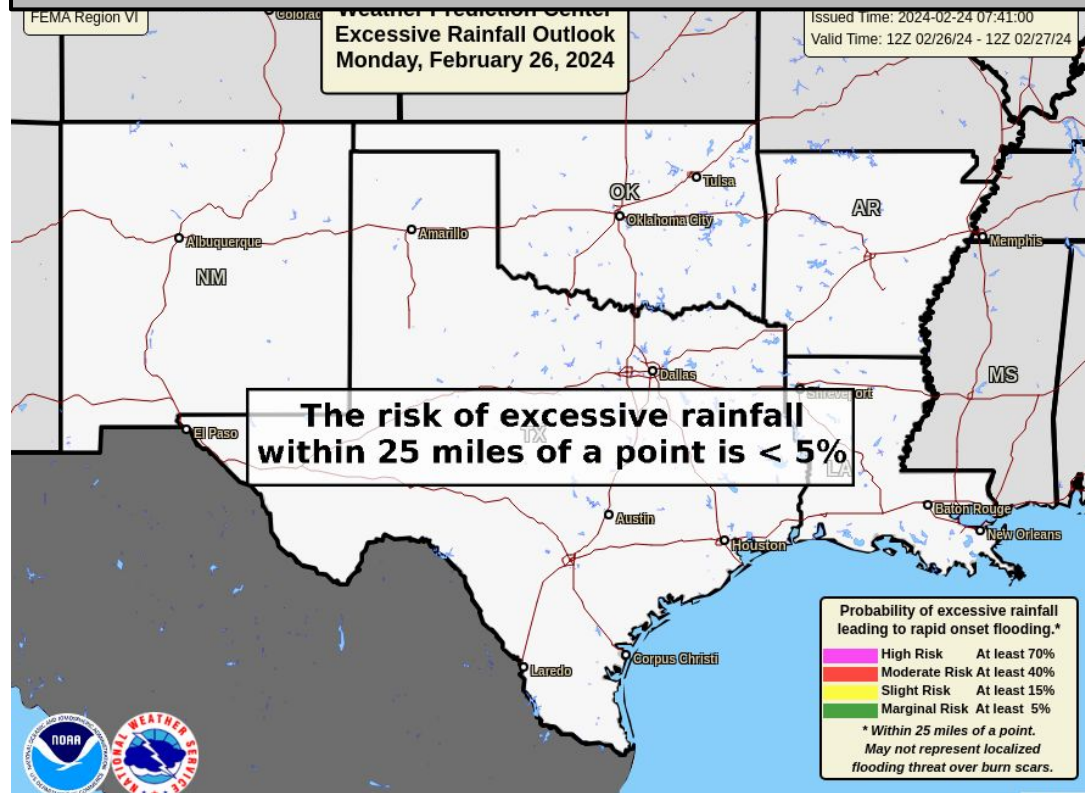 FEMA Region VI
Weather Prediction Center
Excessive Rainfall Outlook
Monday, February 26, 2024
Issued Time: 2024-02-24 07:41:00
Valid Time: 12Z 02/26/24 - 12Z 02/27/24
Colorad
Tulsa
OK
Oklahoma City
AR
Albuquerque
Amarillo
Memphis
NM
Dallas
MS
Shreveport
The risk of excessive rainfall
within 25 miles of a point is < 5%
El Paso
TX
LA
Austin
Baton Rouge
Houston
New Orleans
Laredo
Corpus Christi
Probability of excessive rainfall
leading to rapid onset flooding.*
High Risk At least 70%
Moderate Risk At least 40%
Slight Risk At least 15%
Marginal Risk At least 5%
* Within 25 miles of a point.
May not represent localized
flooding threat over burn scars.
NOAA
NATIONAL WEATHER SERVICE